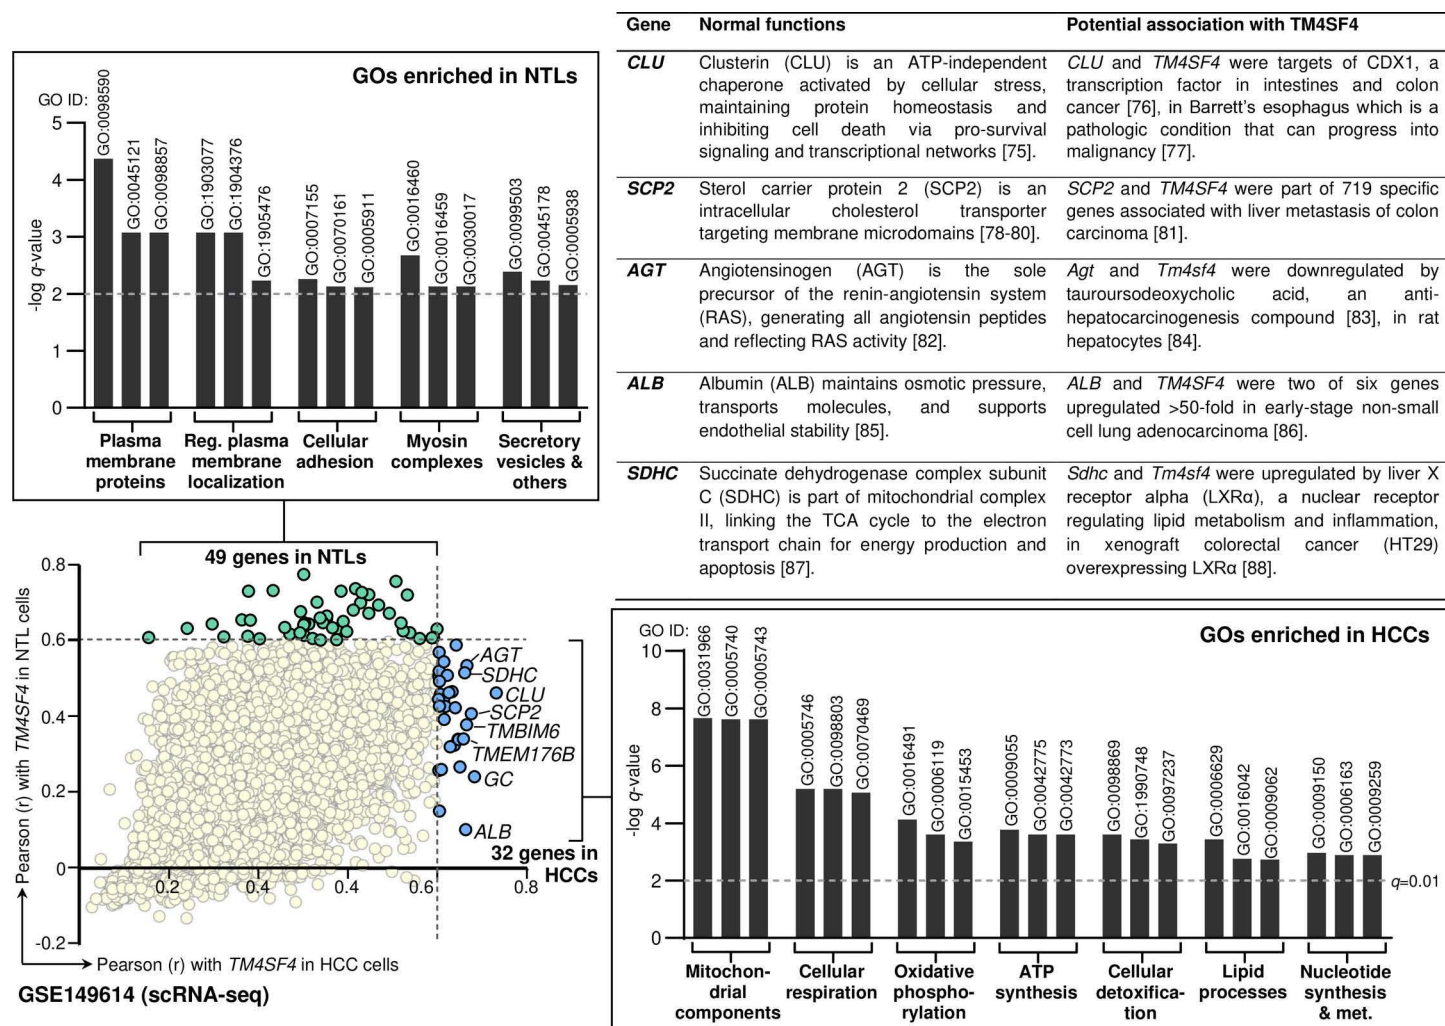 GOs enriched in NTLs
GO ID:
GO:0098590
GO:0045121
GO:0098857
GO:1903077
GO:1904376
GO:1905476
GO:0007155
GO:0070161
GO:0005911
GO:0016460
GO:0016459
GO:0030017
GO:0099503
GO:0045178
GO:0005938
-log q-value
5
4
3
2
1
0
Plasma
membrane
proteins
Reg. plasma
membrane
localization
Cellular
adhesion
Myosin
complexes
Secretory
vesicles &
others
Gene Normal functions Potential association with TM4SF4
CLU
Clusterin (CLU) is an ATP-independent
chaperone activated by cellular stress,
maintaining protein homeostasis and
inhibiting cell death via pro-survival
signaling and transcriptional networks [75].
CLU and TM4SF4 were targets of CDX1, a
transcription factor in intestines and colon
cancer [76], in Barrett's esophagus which is a
pathologic condition that can progress into
malignancy [77].
SCP2
Sterol carrier protein 2 (SCP2) is an
intracellular cholesterol transporter
targeting membrane microdomains [78-80].
SCP2 and TM4SF4 were part of 719 specific
genes associated with liver metastasis of colon
carcinoma [81].
AGT
Angiotensinogen (AGT) is the sole
precursor of the renin-angiotensin system
(RAS), generating all angiotensin peptides
and reflecting RAS activity [82].
Agt and Tm4sf4 were downregulated by
tauroursodeoxycholic acid, an anti-
hepatocarcinogenesis compound [83], in rat
hepatocytes [84].
ALB
Albumin (ALB) maintains osmotic pressure,
transports molecules, and supports
endothelial stability [85].
ALB and TM4SF4 were two of six genes
upregulated >50-fold in early-stage non-small
cell lung adenocarcinoma [86].
SDHC
Succinate dehydrogenase complex subunit
C (SDHC) is part of mitochondrial complex
II, linking the TCA cycle to the electron
transport chain for energy production and
apoptosis [87].
Sdhc and Tm4sf4 were upregulated by liver X
receptor alpha (LXRα), a nuclear receptor
regulating lipid metabolism and inflammation,
in xenograft colorectal cancer (HT29)
overexpressing LXRα [88].
49 genes in NTLs
Pearson (r) with TM4SF4 in NTL cells
0.8
0.6
0.4
0.2
0
-0.2
0.2
0.4
0.4
0.6
0.8
AGT
SDHC
CLU
SCP2
TMBIM6
TMEM176B
GC
ALB
32 genes in
HCCs
Pearson (r) with TM4SF4 in HCC cells
GSE149614 (scRNA-seq)
GOs enriched in HCCs
GO ID:
GO:0031966
GO:0005740
GO:0005743
GO:0005746
GO:0098803
GO:0070469
GO:0016491
GO:0006119
GO:0015453
GO:0009055
GO:0042775
GO:0042773
GO:0098869
GO:1990748
GO:0097237
GO:0006629
GO:0016042
GO:0009062
GO:0009150
GO:0006163
GO:0009259
-log q-value
10
8
6
4
2
0
q=0.01
Mitochon-
drial
components
Cellular
respiration
Oxidative
phospho-
rylation
ATP
synthesis
Cellular
detoxifica-
tion
Lipid
processes
Nucleotide
synthesis
& met.